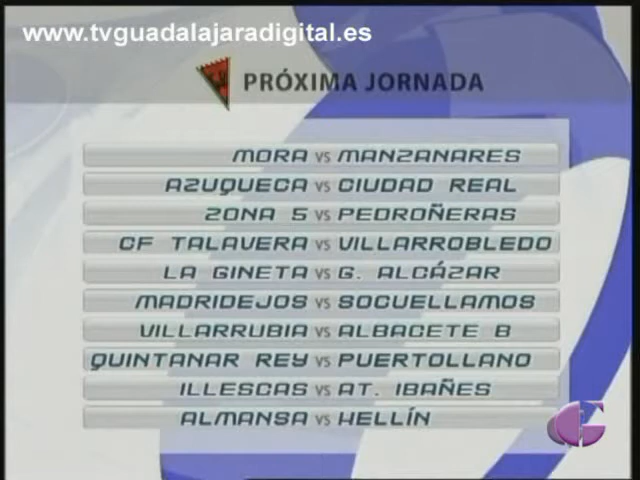 www.tvguadalajaradigital.es
PRÓXIMA JORNADA
MORA VS MANZANARES
AZUQUECA VS CIUDAD REAL
ZONA 5 VS PEDROÑERAS
CF TALAVERA VS VILLARROBLEDO
LA GINETA VS G. ALCÁZAR
MADRIDEJOS VS SOCUELLAMOS
VILLARRUBIA VS ALBACETE B
QUINTANAR REY VS PUERTOLLANO
ILLESCAS VS AT. IBAÑES
ALMANSA VS HELLÍN